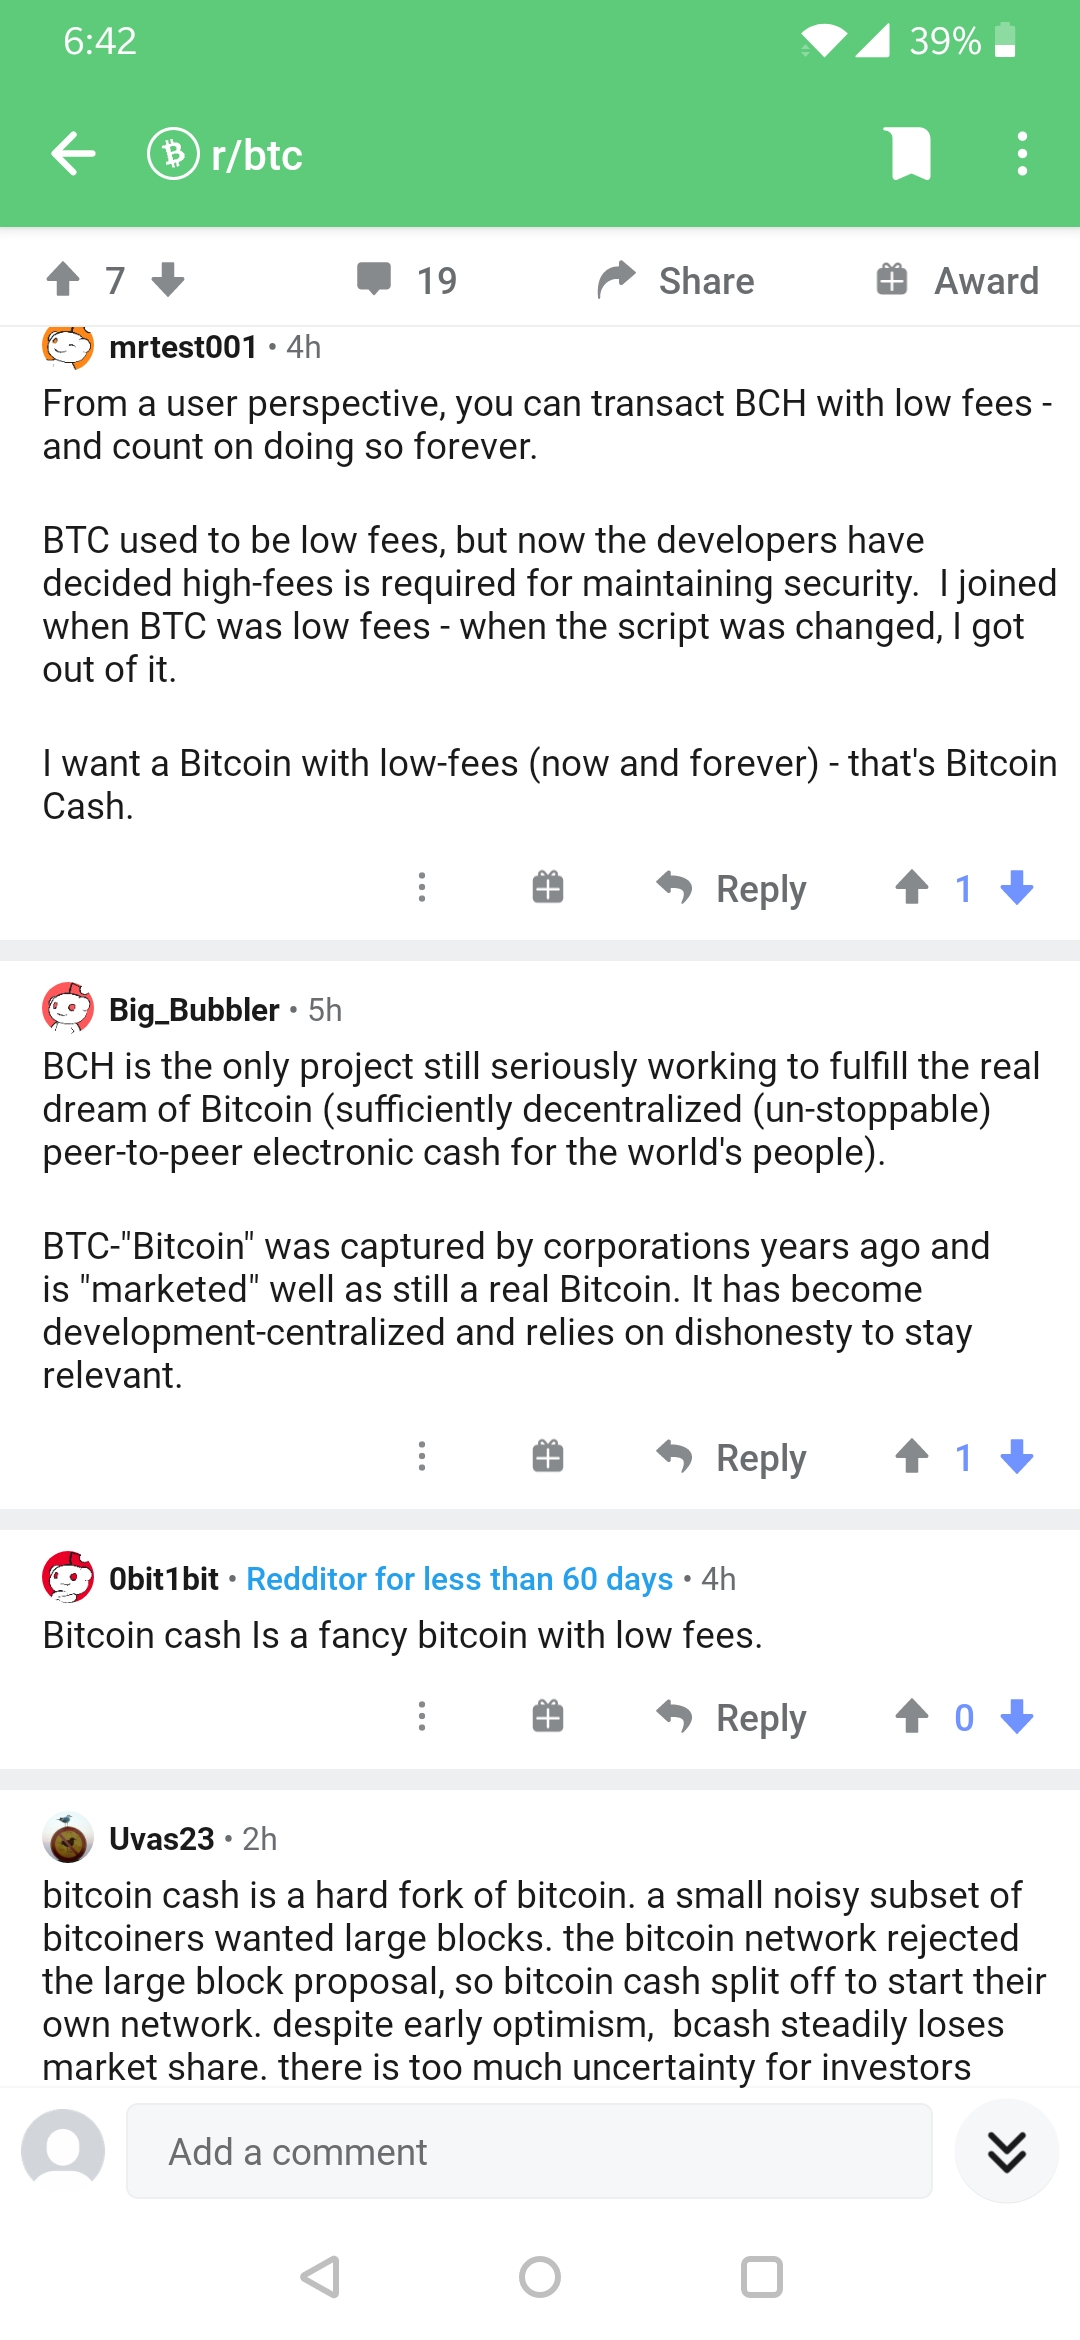 6:42
39%
r/btc
7
19
Share
Award
mrtest001 • 4h
From a user perspective, you can transact BCH with low fees -
and count on doing so forever.
BTC used to be low fees, but now the developers have
decided high-fees is required for maintaining security.  I joined
when BTC was low fees - when the script was changed, I got
out of it.
I want a Bitcoin with low-fees (now and forever) - that's Bitcoin
Cash.
Reply
1
Big_Bubbler • 5h
BCH is the only project still seriously working to fulfill the real
dream of Bitcoin (sufficiently decentralized (un-stoppable)
peer-to-peer electronic cash for the world's people).
BTC-"Bitcoin" was captured by corporations years ago and
is "marketed" well as still a real Bitcoin. It has become
development-centralized and relies on dishonesty to stay
relevant.
Reply
1
0bit1bit • Redditor for less than 60 days • 4h
Bitcoin cash Is a fancy bitcoin with low fees.
Reply
0
Uvas23 • 2h
bitcoin cash is a hard fork of bitcoin. a small noisy subset of
bitcoiners wanted large blocks. the bitcoin network rejected
the large block proposal, so bitcoin cash split off to start their
own network. despite early optimism,  bcash steadily loses
market share. there is too much uncertainty for investors
Add a comment